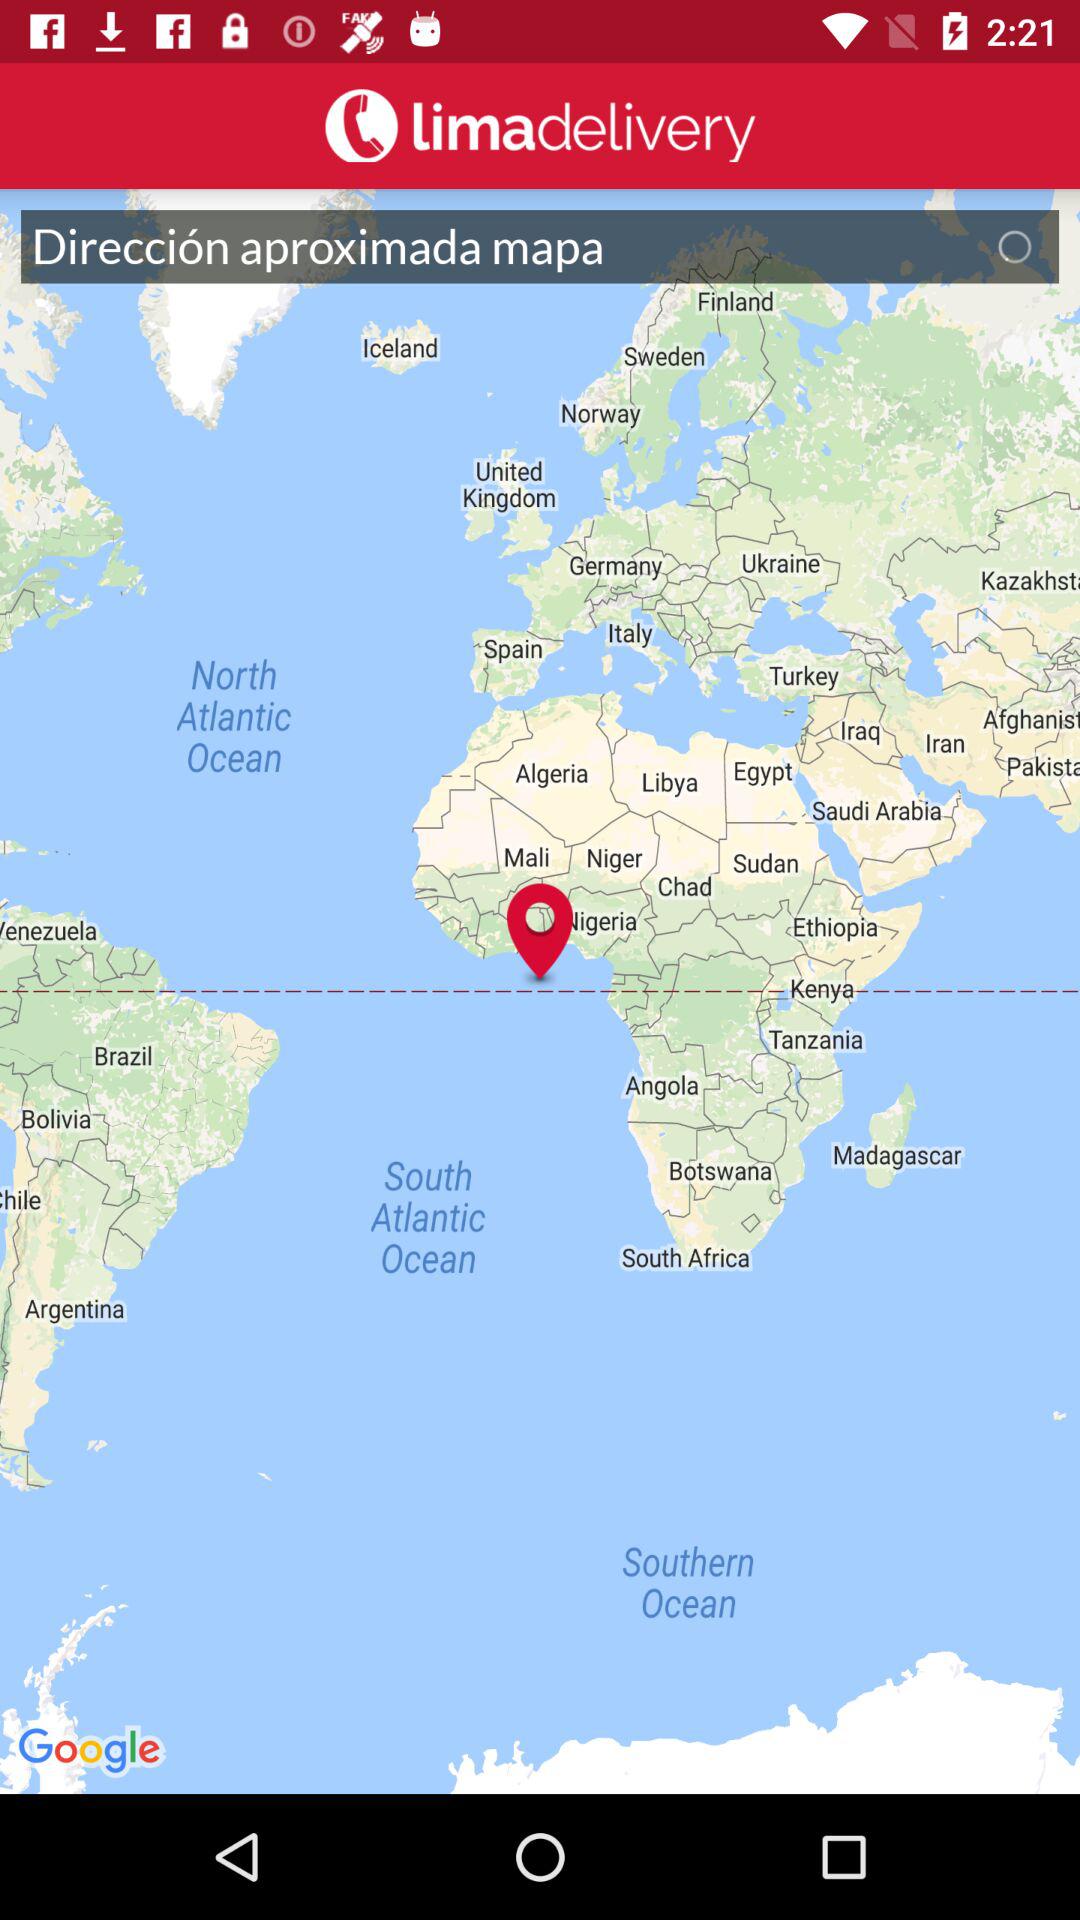 FAK
2:21
limadelivery
Dirección aproximada mapa
Finland
Iceland
Sweden
Norway
United
Kingdom
Germany
Ukraine
Kazakhsta
Italy
Spain
Turkey
North
Atlantic
Ocean
Afghanist
Iraq
Iran
Pakista
Algeria
Libya
Egypt
Saudi Arabia
Mali
Niger
Sudan
Chad
Nigeria
Ethiopia
Venezuela
Kenya
Tanzania
Brazil
Angola
Bolivia
Madagascar
Botswana
South
Atlantic
Ocean
Chile
South Africa
Argentina
Southern
Ocean
Google